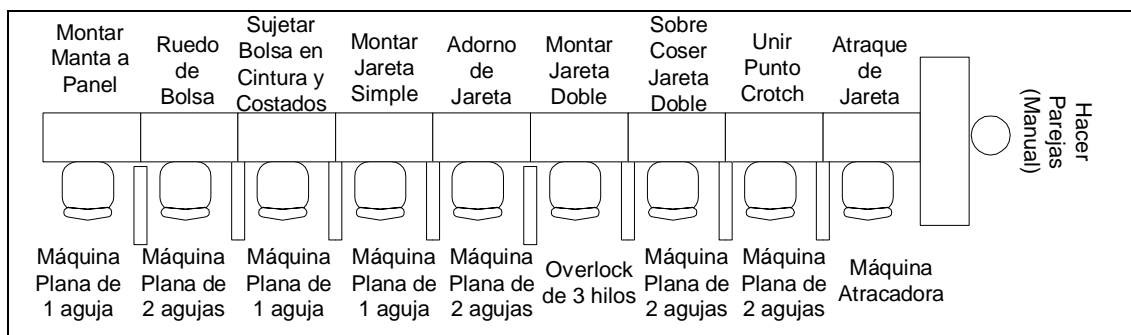 Montar
Manta a
Panel
Ruedo
de
Bolsa
Sujetar
Bolsa en
Cintura y
Costados
Montar
Jareta
Simple
Adorno
de
Jareta
Montar
Jareta
Doble
Sobre
Coser
Jareta
Doble
Unir
Punto
Crotch
Atraque
de
Jareta
Hacer
Parejas
(Manual)
Máquina
Plana de
1 aguja
Máquina
Plana de
2 agujas
Máquina
Plana de
1 aguja
Máquina
Plana de
1 aguja
Máquina
Plana de
2 agujas
Overlock
de 3 hilos
Máquina
Plana de
2 agujas
Máquina
Plana de
2 agujas
Máquina
Atracadora